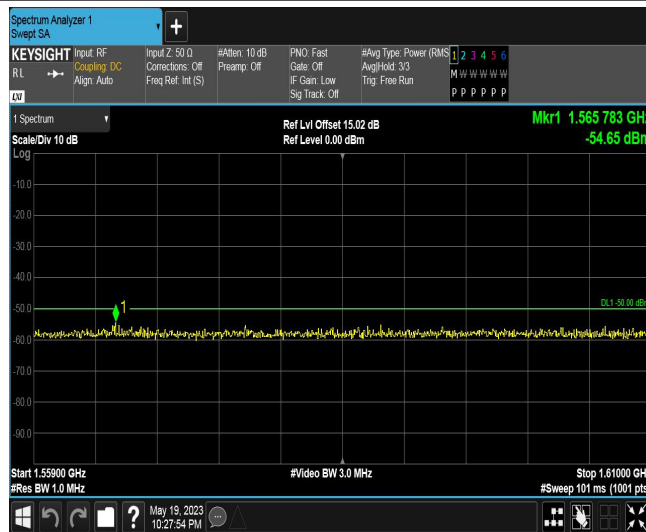 Spectrum Analyzer 1
Swept SA
+
KEYSIGHT
RL
LXI
Input: RF
Coupling: DC
Align: Auto
Input Z: 50 Ω
Corrections: Off
Freq Ref: Int (S)
#Atten: 10 dB
Preamp: Off
PNO: Fast
Gate: Off
IF Gain: Low
Sig Track: Off
#Avg Type: Power (RMS
Avg|Hold: 3/3
Trig: Free Run
1 2 3 4 5 6
M W W W W W
P P P P P P
1 Spectrum
Scale/Div 10 dB
Log
Ref Lvl Offset 15.02 dB
Ref Level 0.00 dBm
Mkr1 1.565 783 GHz
-54.65 dBm
-10.0
-20.0
-30.0
-40.0
-50.0
-60.0
-70.0
-80.0
-90.0
1
DL1 -50.00 dBm
Start 1.55900 GHz
#Res BW 1.0 MHz
#Video BW 3.0 MHz
Stop 1.61000 GHz
#Sweep 101 ms (1001 pts
?
May 19, 2023
10:27:54 PM